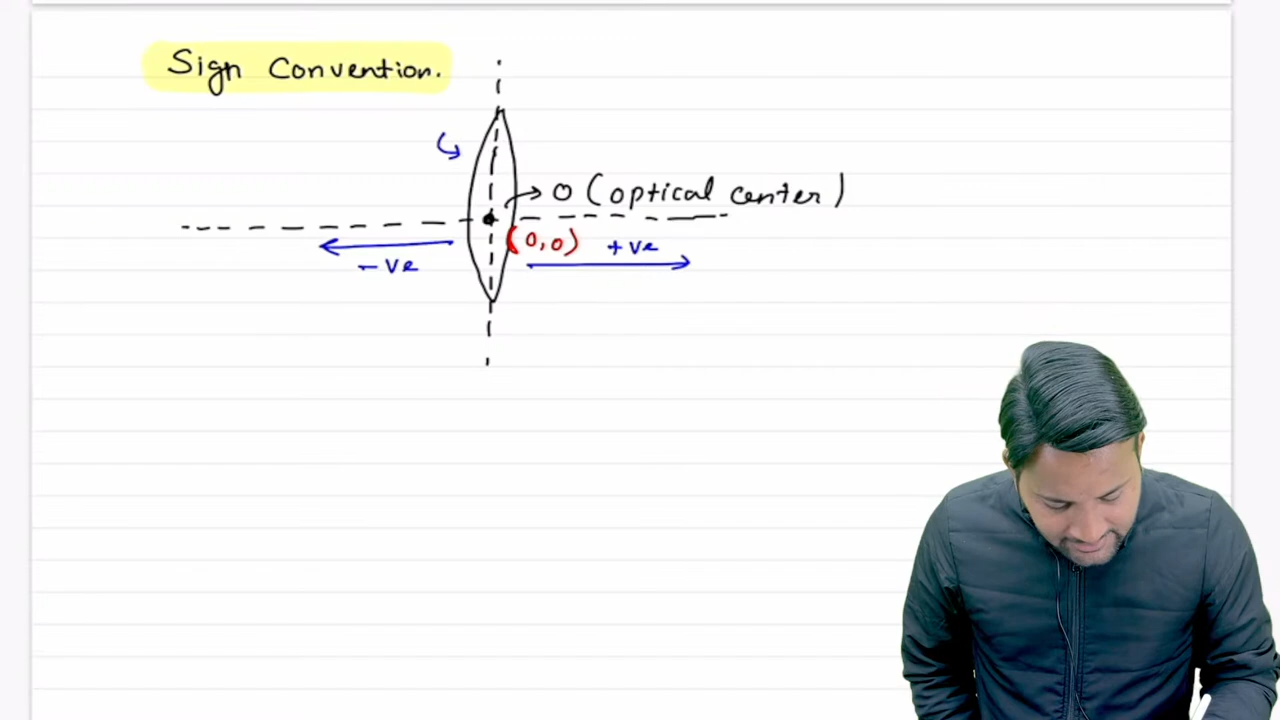 Sign Convention.
O (optical center)
(0,0) +ve
-ve